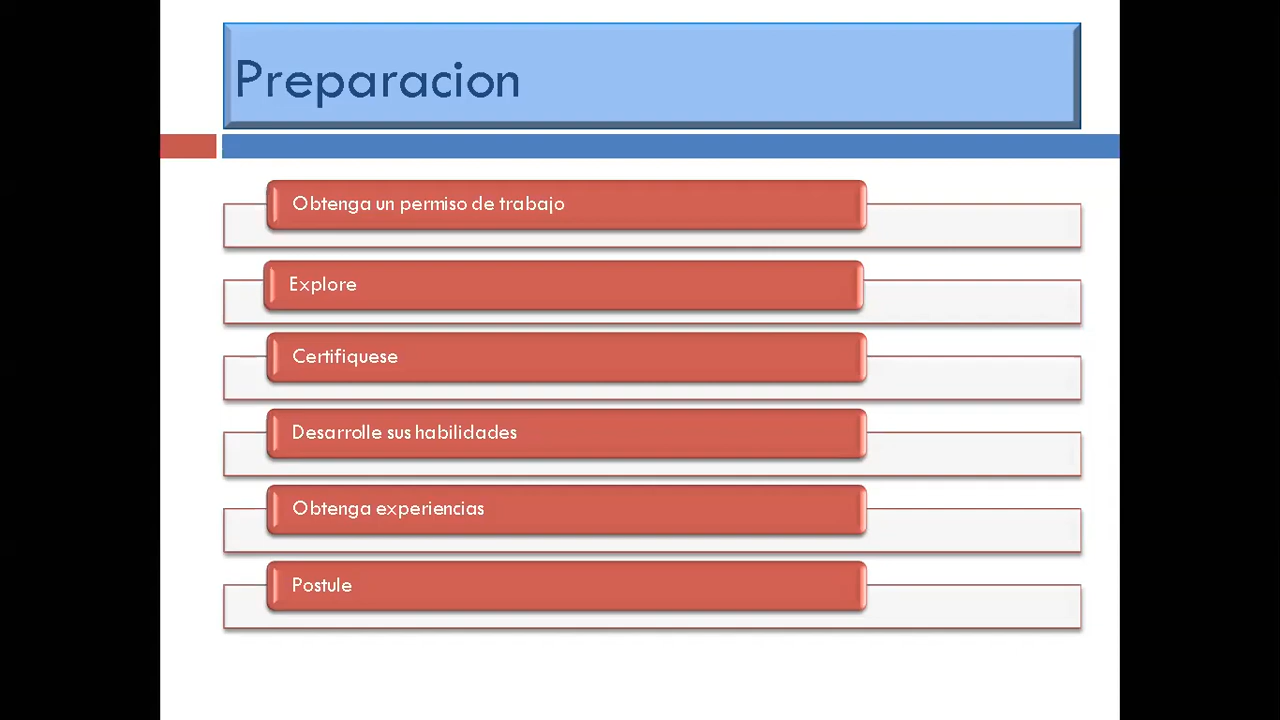 Preparacion
Obtenga un permiso de trabajo
Explore
Certifiquese
Desarrolle sus habilidades
Obtenga experiencias
Postule